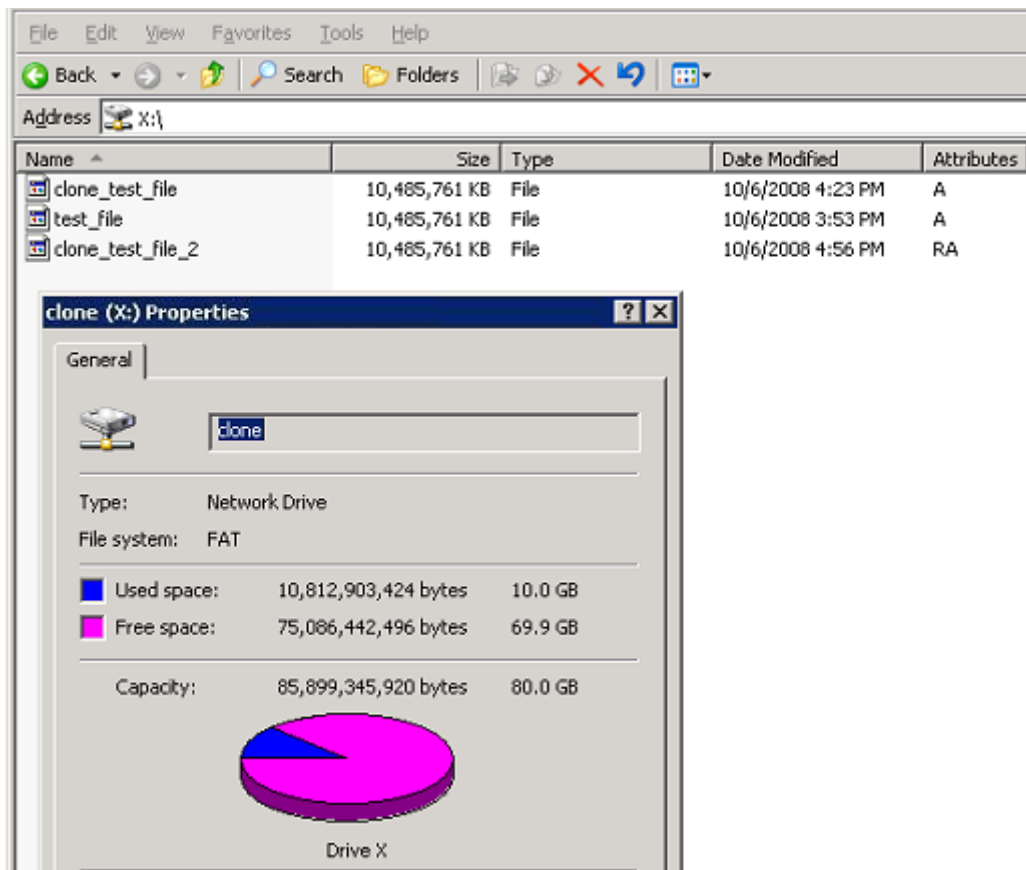 File Edit View Favorites Tools Help
Back Search Folders
Address X:\
Name Size Type Date Modified Attributes
clone_test_file 10,485,761 KB File 10/6/2008 4:23 PM A
test_file 10,485,761 KB File 10/6/2008 3:53 PM A
clone_test_file_2 10,485,761 KB File 10/6/2008 4:56 PM RA
clone (X:) Properties
General
clone
Type: Network Drive
File system: FAT
Used space: 10,812,903,424 bytes 10.0 GB
Free space: 75,086,442,496 bytes 69.9 GB
Capacity: 85,899,345,920 bytes 80.0 GB
Drive X